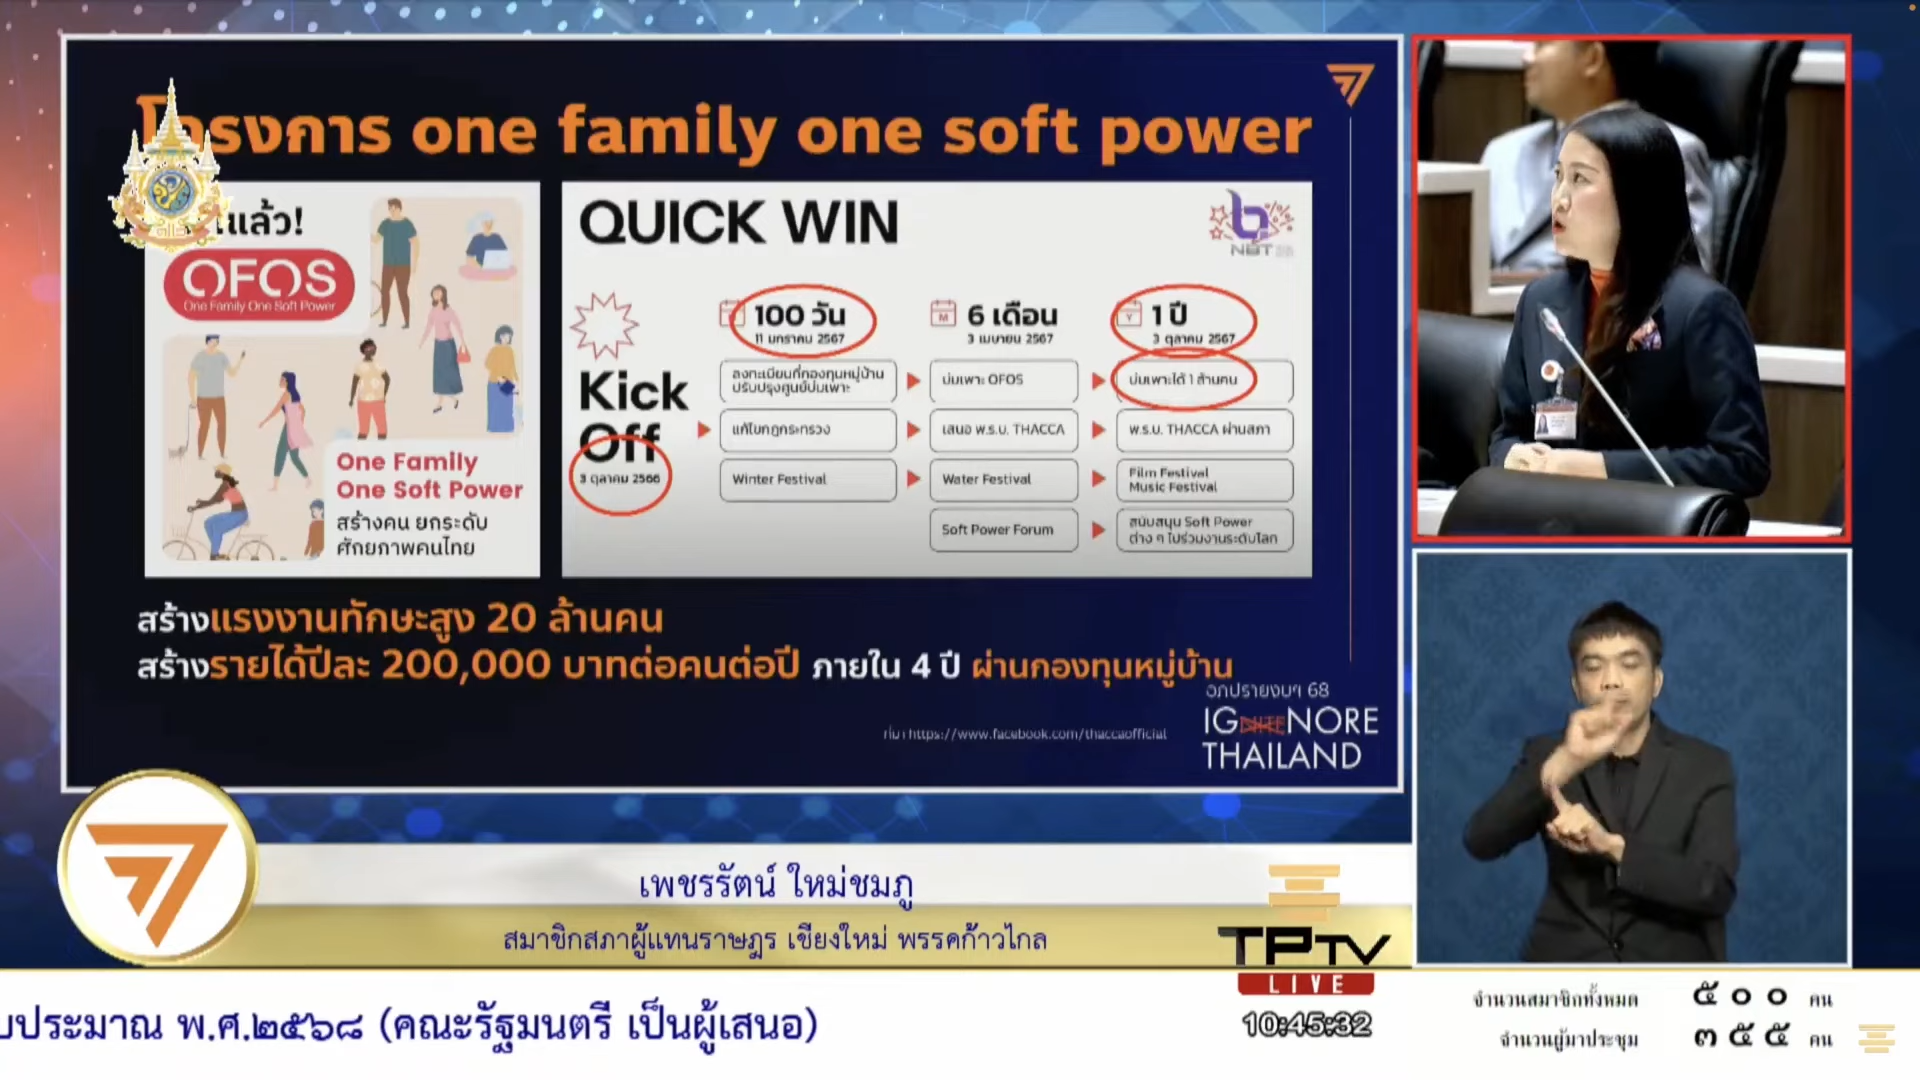 โครงการ one family one soft power
แล้ว!
OFOS
One Family One Soft Power
One Family
One Soft Power
สร้างคน ยกระดับ
ศักยภาพคนไทย
QUICK WIN
NBT
Kick
Off
3 ตุลาคม 2566
100 วัน
11 มกราคม 2567
6 เดือน
3 เมษายน 2567
1 ปี
3 ตุลาคม 2567
ลงทะเบียนที่กองทุนหมู่บ้าน
ปรับปรุงศูนย์บ่มเพาะ
บ่มเพาะ OFOS
บ่มเพาะได้ 1 ล้านคน
แก้ไขกฎกระทรวง
เสนอ พ.ร.บ. THACCA
พ.ร.บ. THACCA ผ่านสภา
Winter Festival
Water Festival
Film Festival
Music Festival
Soft Power Forum
สนับสนุน Soft Power
ต่าง ๆ ไปร่วมงานระดับโลก
สร้างแรงงานทักษะสูง 20 ล้านคน
สร้างรายได้ปีละ 200,000 บาทต่อคนต่อปี ภายใน 4 ปี ผ่านกองทุนหมู่บ้าน
ที่มา https://www.facebook.com/thaccaofficial
อภิปรายงบฯ 68
IGNITENORE
THAILAND
เพชรรัตน์ ใหม่ชมภู
สมาชิกสภาผู้แทนราษฎร เชียงใหม่ พรรคก้าวไกล
TPTV
LIVE
10:45:32
บประมาณ พ.ศ.๒๕๖๘ (คณะรัฐมนตรี เป็นผู้เสนอ)
จำนวนสมาชิกทั้งหมด ๕๐๐ คน
จำนวนผู้มาประชุม ๓๕๕ คน